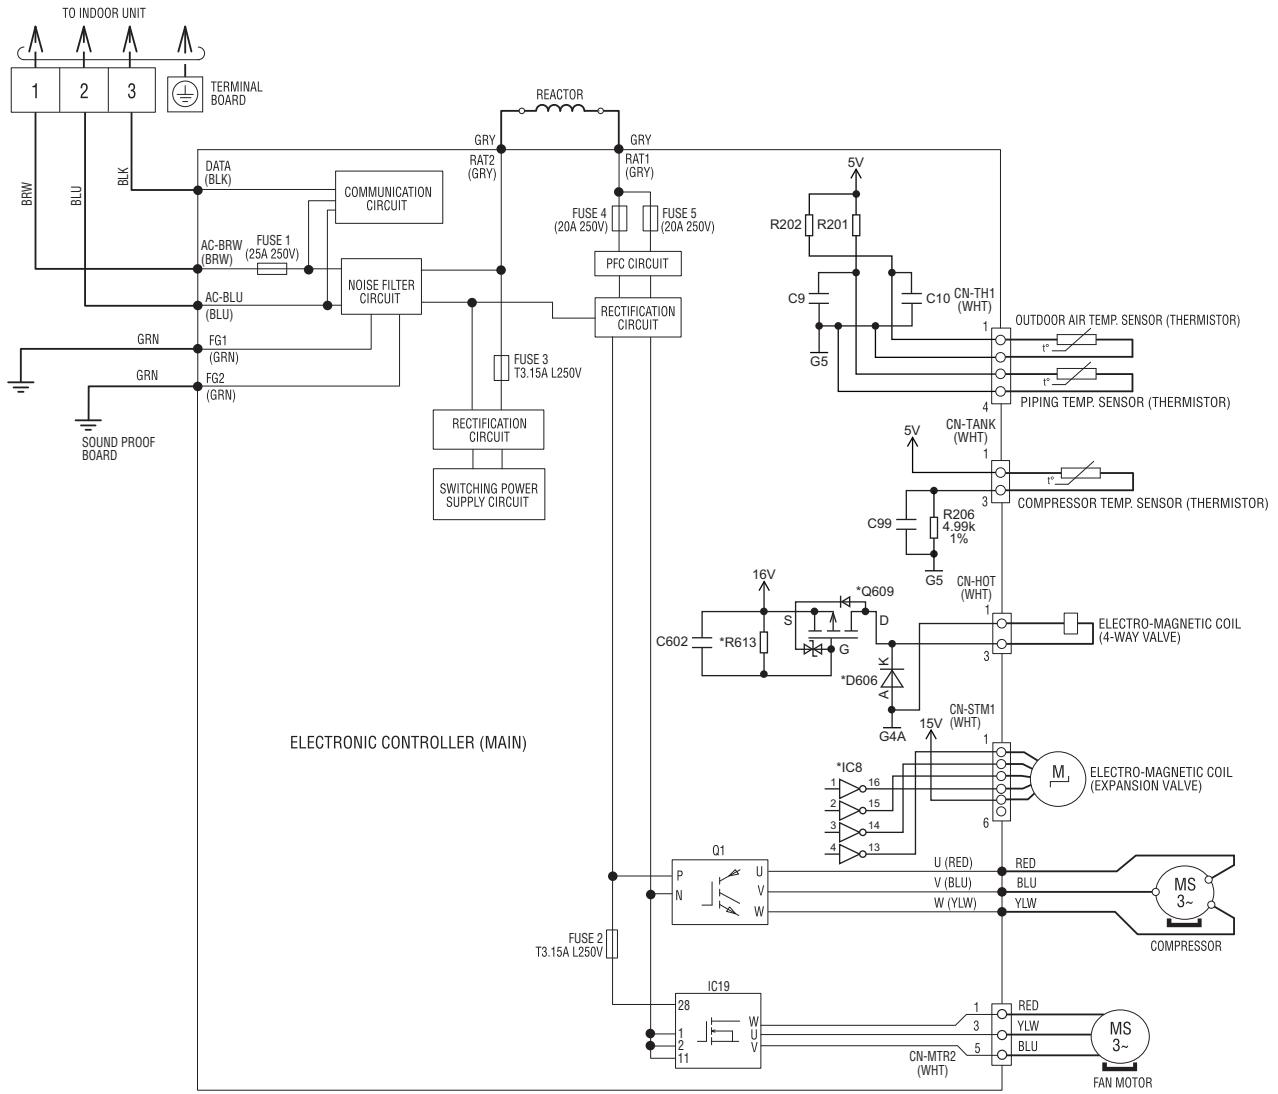 TO INDOOR UNIT
1 2 3
TERMINAL
BOARD
REACTOR
GRY
GRY
RAT2
(GRY)
RAT1
(GRY)
BRW
BLU
BLK
DATA
(BLK)
COMMUNICATION
CIRCUIT
AC-BRW
(BRW)
FUSE 1
(25A 250V)
NOISE FILTER
CIRCUIT
AC-BLU
(BLU)
GRN
FG1
(GRN)
GRN
FG2
(GRN)
SOUND PROOF
BOARD
FUSE 4
(20A 250V)
FUSE 5
(20A 250V)
PFC CIRCUIT
RECTIFICATION
CIRCUIT
FUSE 3
T3.15A L250V
RECTIFICATION
CIRCUIT
SWITCHING POWER
SUPPLY CIRCUIT
5V
R202
R201
C9
C10
G5
CN-TH1
(WHT)
1
4
OUTDOOR AIR TEMP. SENSOR (THERMISTOR)
t°
t°
PIPING TEMP. SENSOR (THERMISTOR)
CN-TANK
(WHT)
5V
1
3
t°
COMPRESSOR TEMP. SENSOR (THERMISTOR)
C99
R206
4.99k
1%
G5
CN-HOT
(WHT)
1
3
16V
*Q609
S
D
G
C602
*R613
*D606
K
A
G4A
ELECTRO-MAGNETIC COIL
(4-WAY VALVE)
CN-STM1
(WHT)
15V
1
6
*IC8
1 16
2 15
3 14
4 13
M
ELECTRO-MAGNETIC COIL
(EXPANSION VALVE)
ELECTRONIC CONTROLLER (MAIN)
Q1
P
N
U
V
W
U (RED)
V (BLU)
W (YLW)
RED
BLU
YLW
MS
3~
COMPRESSOR
FUSE 2
T3.15A L250V
IC19
28
1
2
11
W
U
V
1
3
5
CN-MTR2
(WHT)
RED
YLW
BLU
MS
3~
FAN MOTOR